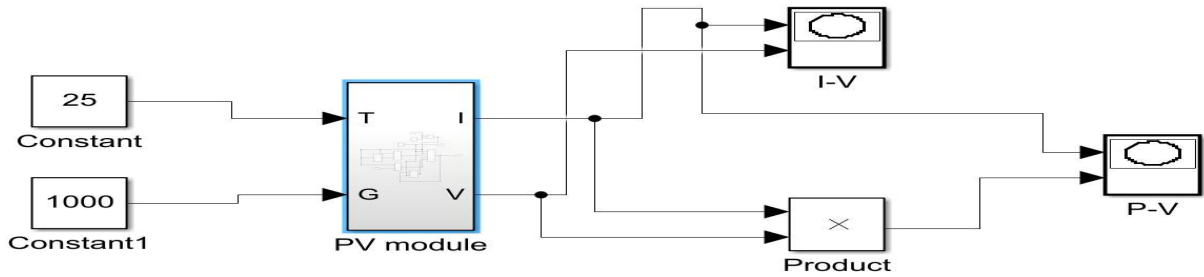 I-V
25
Constant
T
I
G
V
PV module
1000
Constant1
P-V
×
Product